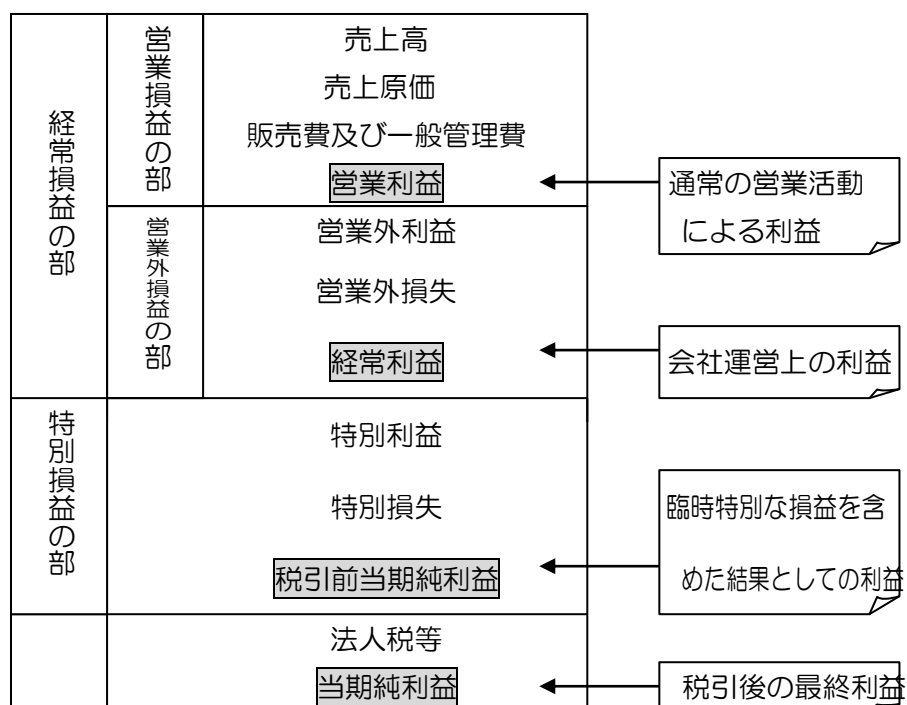 経常損益の部
営業損益の部
売上高
売上原価
販売費及び一般管理費
営業利益
通常の営業活動
による利益
営業外損益の部
営業外利益
営業外損失
経常利益
会社運営上の利益
特別損益の部
特別利益
特別損失
税引前当期純利益
臨時特別な損益を含
めた結果としての利益
法人税等
当期純利益
税引後の最終利益